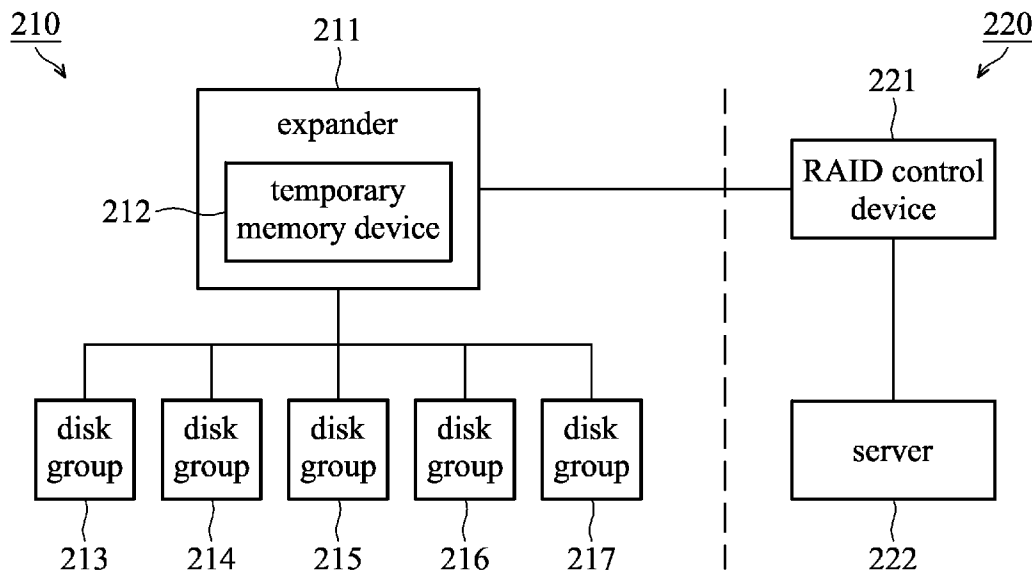 210
211
220
expander
221
temporary
memory device
212
RAID control
device
disk
group
disk
group
disk
group
disk
group
disk
group
server
213
214
215
216
217
222